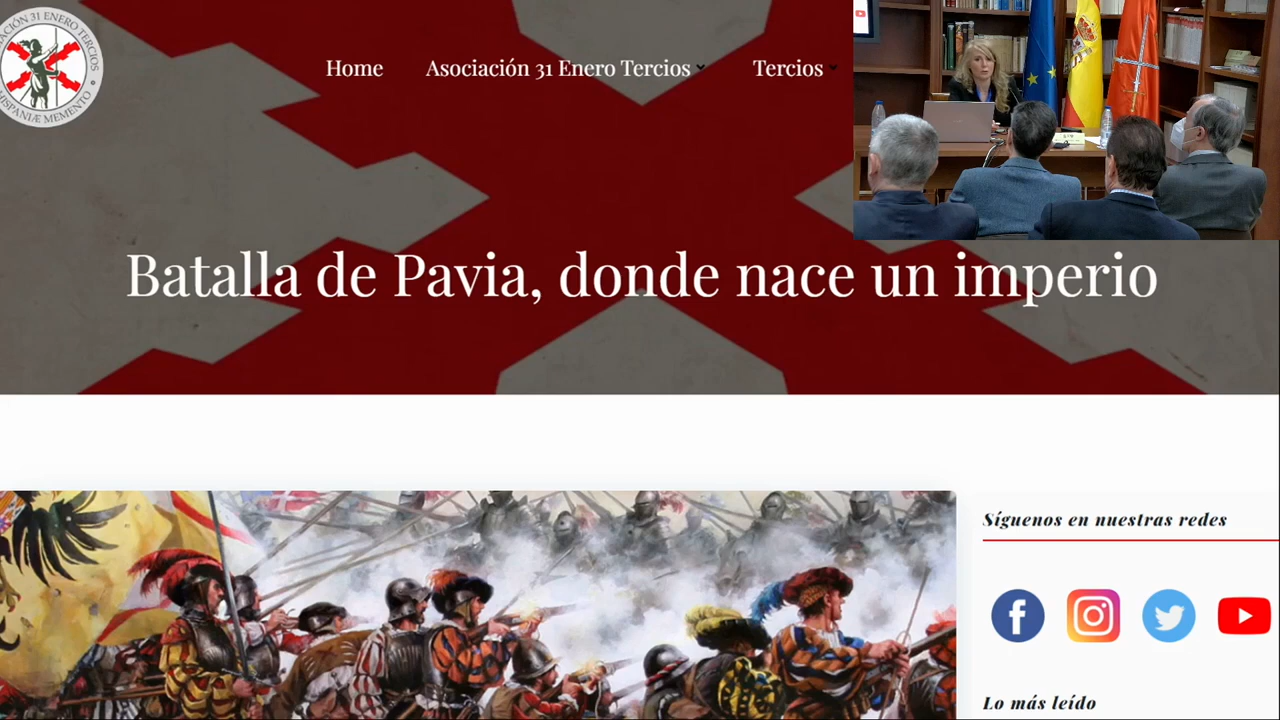 ACIÓN 31 ENERO TERCIOS
HISPANIÆ MEMENTO
Home
Asociación 31 Enero Tercios
Tercios
Batalla de Pavia, donde nace un imperio
Síguenos en nuestras redes
Lo más leído